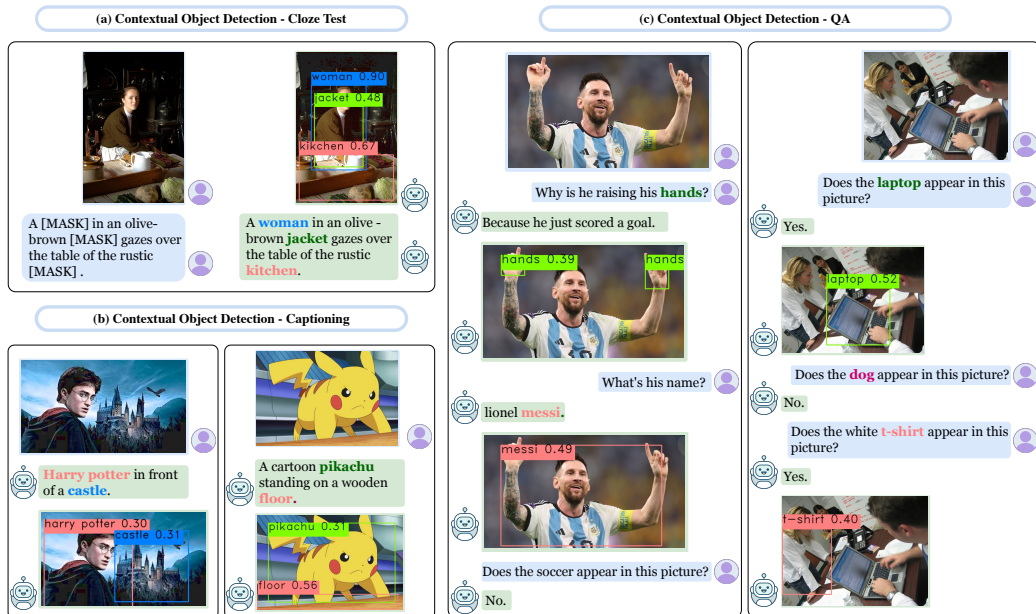 (a) Contextual Object Detection - Cloze Test
woman 0.90
jacket 0.48
kikchen 0.67
A [MASK] in an olive-
brown [MASK] gazes over
the table of the rustic
[MASK] .
A woman in an olive -
brown jacket gazes over
the table of the rustic
kitchen.
(b) Contextual Object Detection - Captioning
Harry potter in front
of a castle.
harry potter 0.30
castle 0.31
A cartoon pikachu
standing on a wooden
floor.
pikachu 0.31
floor 0.56
(c) Contextual Object Detection - QA
Why is he raising his hands?
Because he just scored a goal.
hands 0.39
hands
What's his name?
lionel messi.
messi 0.49
Does the soccer appear in this picture?
No.
Does the laptop appear in this
picture?
Yes.
laptop 0.52
Does the dog appear in this picture?
No.
Does the white t-shirt appear in this
picture?
Yes.
t-shirt 0.40